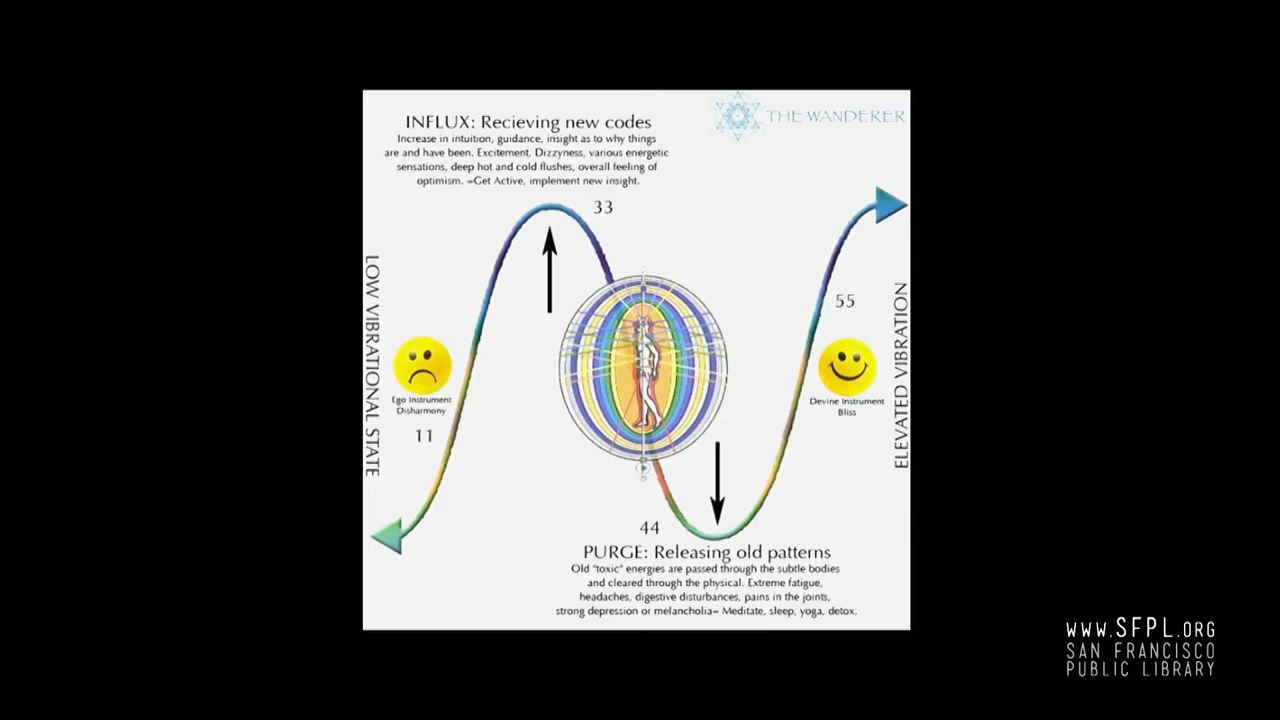 THE WANDERER
INFLUX: Recieving new codes
Increase in intuition, guidance, insight as to why things
are and have been. Excitement, Dizzyness, various energetic
sensations, deep hot and cold flushes, overall feeling of
optimism. =Get Active, implement new insight.
33
LOW VIBRATIONAL STATE
55
ELEVATED VIBRATION
Ego Instrument
Disharmony
11
Devine Instrument
Bliss
44
PURGE: Releasing old patterns
Old "toxic" energies are passed through the subtle bodies
and cleared through the physical. Extreme fatigue,
headaches, digestive disturbances, pains in the joints,
strong depression or melancholia= Meditate, sleep, yoga, detox.
www.SFPL.ORG
SAN FRANCISCO
PUBLIC LIBRARY